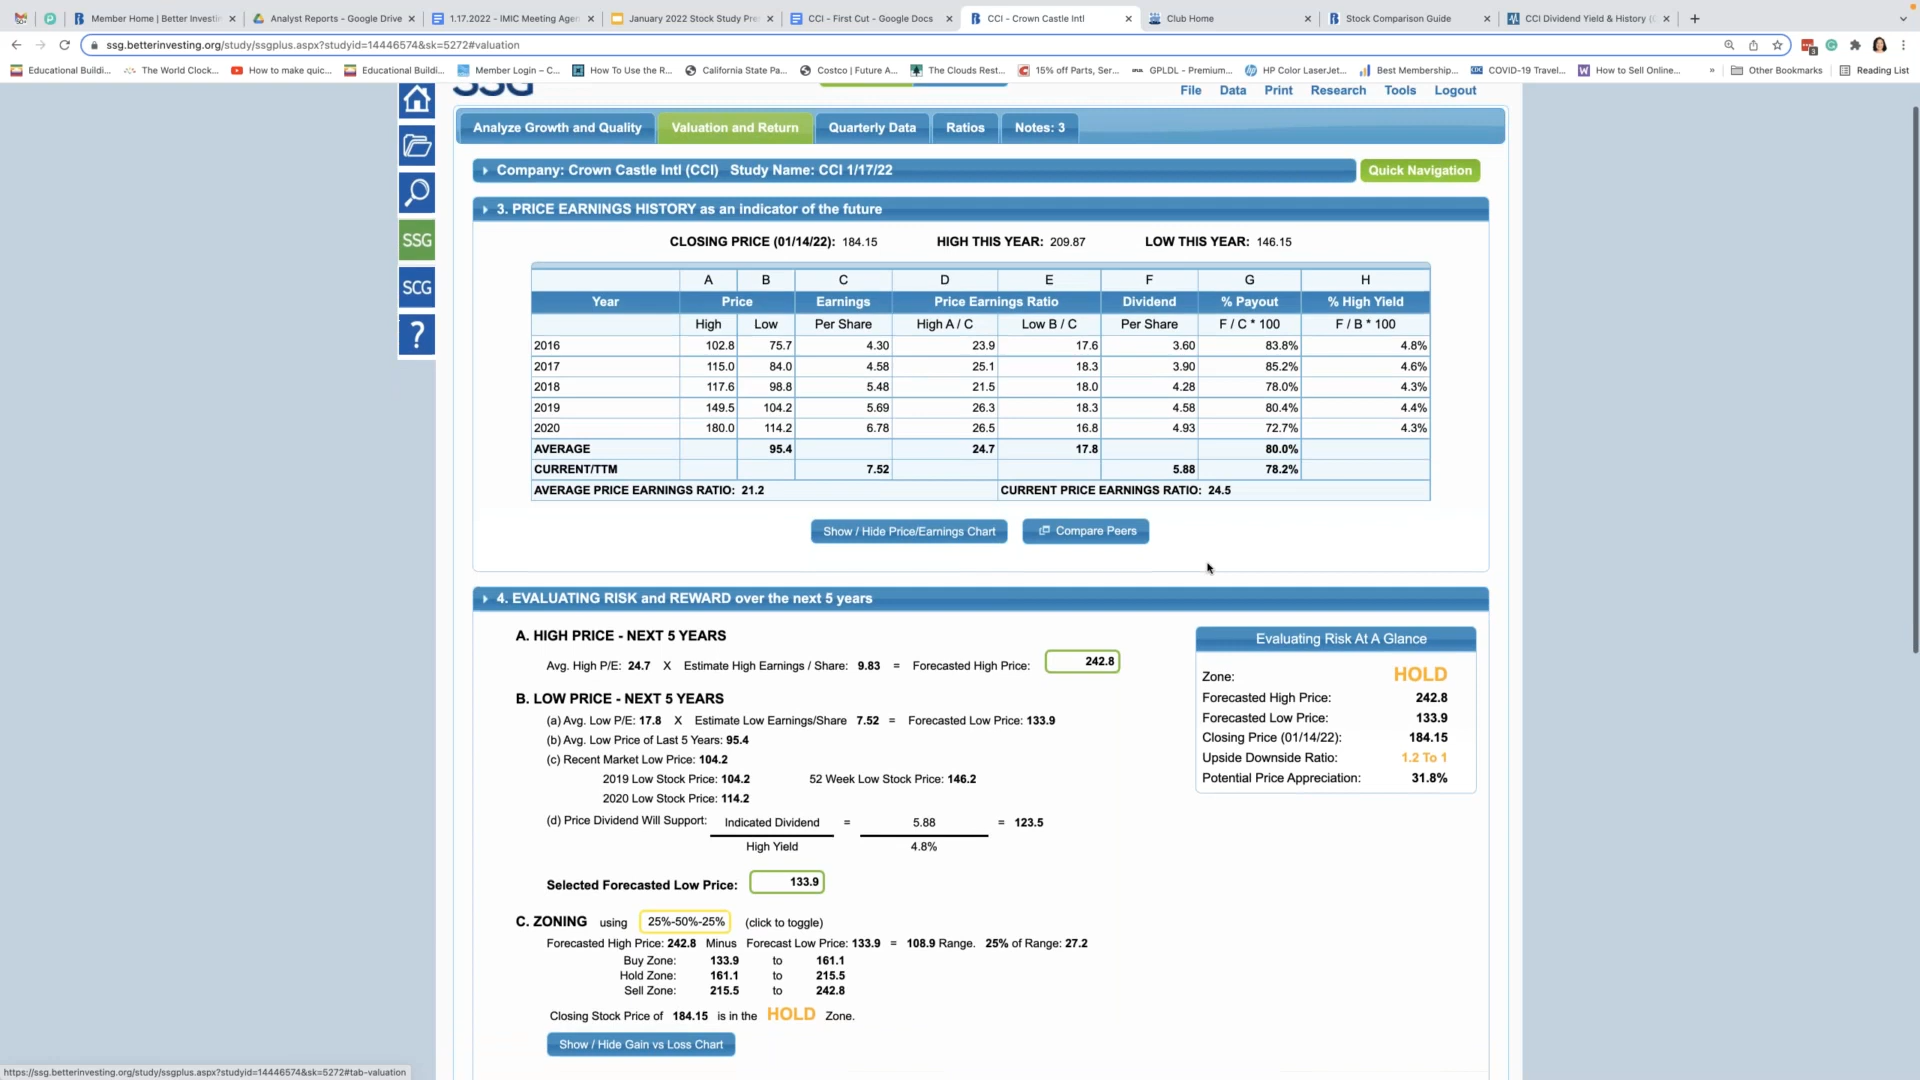 Member Home | Better Investi
Analyst Reports - Google Drive
1.17.2022 - IMIC Meeting Agen
January 2022 Stock Study Pre
CCI - First Cut - Google Docs
CCI - Crown Castle Intl
Club Home
Stock Comparison Guide
CCI Dividend Yield & History (
ssg.betterinvesting.org/study/ssgplus.aspx?studyid=14446574&sk=5272#valuation
Educational Buildi... The World Clock... How to make quic... Educational Buildi... Member Login – C... How To Use the R... California State Pa... Costco | Future A... The Clouds Rest... 15% off Parts, Ser... GPLDL - Premium... HP Color LaserJet... Best Membership... COVID-19 Travel... How to Sell Online... » Other Bookmarks Reading List
SSG
File Data Print Research Tools Logout
Analyze Growth and Quality Valuation and Return Quarterly Data Ratios Notes: 3
Company: Crown Castle Intl (CCI) Study Name: CCI 1/17/22 Quick Navigation
SSG
SCG
?
3. PRICE EARNINGS HISTORY as an indicator of the future
CLOSING PRICE (01/14/22): 184.15 HIGH THIS YEAR: 209.87 LOW THIS YEAR: 146.15
A B C D E F G H
Year Price Earnings Price Earnings Ratio Dividend % Payout % High Yield
High Low Per Share High A / C Low B / C Per Share F / C * 100 F / B * 100
2016 102.8 75.7 4.30 23.9 17.6 3.60 83.8% 4.8%
2017 115.0 84.0 4.58 25.1 18.3 3.90 85.2% 4.6%
2018 117.6 98.8 5.48 21.5 18.0 4.28 78.0% 4.3%
2019 149.5 104.2 5.69 26.3 18.3 4.58 80.4% 4.4%
2020 180.0 114.2 6.78 26.5 16.8 4.93 72.7% 4.3%
AVERAGE 95.4 24.7 17.8 80.0%
CURRENT/TTM 7.52 5.88 78.2%
AVERAGE PRICE EARNINGS RATIO: 21.2 CURRENT PRICE EARNINGS RATIO: 24.5
Show / Hide Price/Earnings Chart Compare Peers
4. EVALUATING RISK and REWARD over the next 5 years
A. HIGH PRICE - NEXT 5 YEARS
Avg. High P/E: 24.7 X Estimate High Earnings / Share: 9.83 = Forecasted High Price: 242.8
B. LOW PRICE - NEXT 5 YEARS
(a) Avg. Low P/E: 17.8 X Estimate Low Earnings/Share 7.52 = Forecasted Low Price: 133.9
(b) Avg. Low Price of Last 5 Years: 95.4
(c) Recent Market Low Price: 104.2
2019 Low Stock Price: 104.2 52 Week Low Stock Price: 146.2
2020 Low Stock Price: 114.2
(d) Price Dividend Will Support: Indicated Dividend = 5.88 = 123.5
High Yield 4.8%
Selected Forecasted Low Price: 133.9
C. ZONING using 25%-50%-25% (click to toggle)
Forecasted High Price: 242.8 Minus Forecast Low Price: 133.9 = 108.9 Range. 25% of Range: 27.2
Buy Zone: 133.9 to 161.1
Hold Zone: 161.1 to 215.5
Sell Zone: 215.5 to 242.8
Closing Stock Price of 184.15 is in the HOLD Zone.
Show / Hide Gain vs Loss Chart
Evaluating Risk At A Glance
Zone: HOLD
Forecasted High Price: 242.8
Forecasted Low Price: 133.9
Closing Price (01/14/22): 184.15
Upside Downside Ratio: 1.2 To 1
Potential Price Appreciation: 31.8%
https://ssg.betterinvesting.org/study/ssgplus.aspx?studyid=14446574&sk=5272#tab-valuation